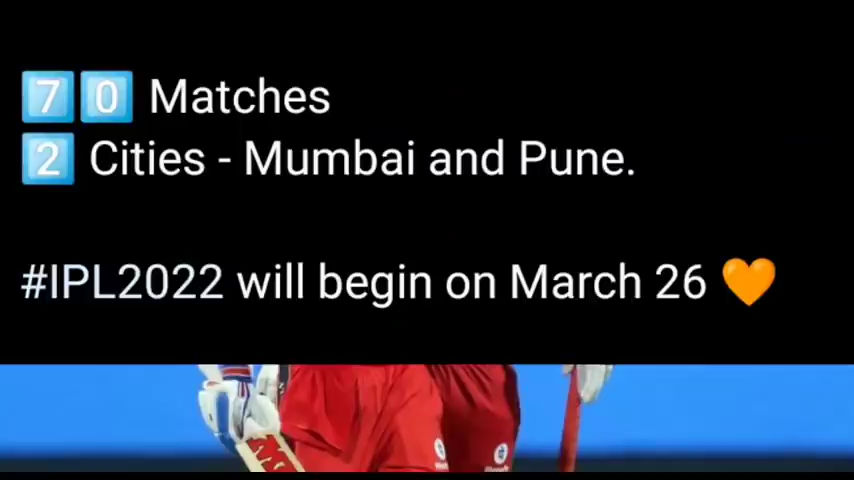 7️⃣0️⃣ Matches
2️⃣ Cities - Mumbai and Pune.
#IPL2022 will begin on March 26 🧡